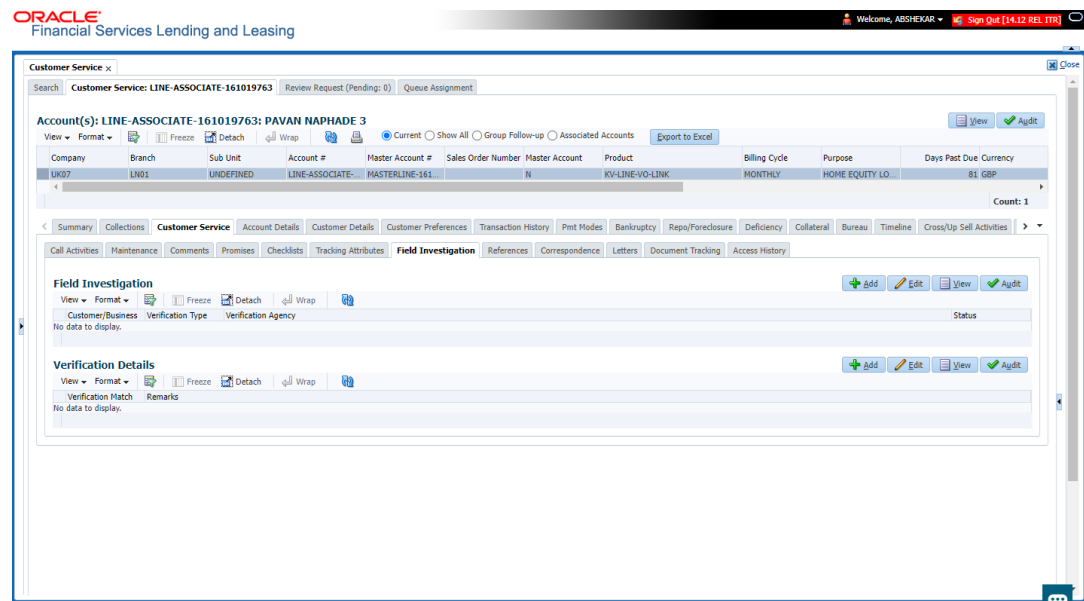 ORACLE
Financial Services Lending and Leasing
Welcome, ABSHEKAR Sign Out [14.12 REL ITR]
Customer Service x
Close
Search Customer Service: LINE-ASSOCIATE-161019763 Review Request (Pending: 0) Queue Assignment
Account(s): LINE-ASSOCIATE-161019763: PAVAN NAPHADE 3
View Audit
View Format Freeze Detach Wrap Current Show All Group Follow-up Associated Accounts Export to Excel
Company Branch Sub Unit Account # Master Account # Sales Order Number Master Account Product Billing Cycle Purpose Days Past Due Currency
UK07 LN01 UNDEFINED LINE-ASSOCIATE-... MASTERLINE-161... N KV-LINE-VO-LINK MONTHLY HOME EQUITY LO... 81 GBP
Count: 1
Summary Collections Customer Service Account Details Customer Details Customer Preferences Transaction History Pmt Modes Bankruptcy Repo/Foreclosure Deficiency Collateral Bureau Timeline Cross/Up Sell Activities
Call Activities Maintenance Comments Promises Checklists Tracking Attributes Field Investigation References Correspondence Letters Document Tracking Access History
Field Investigation
Add Edit View Audit
View Format Freeze Detach Wrap
Customer/Business Verification Type Verification Agency Status
No data to display.
Verification Details
Add Edit View Audit
View Format Freeze Detach Wrap
Verification Match Remarks
No data to display.